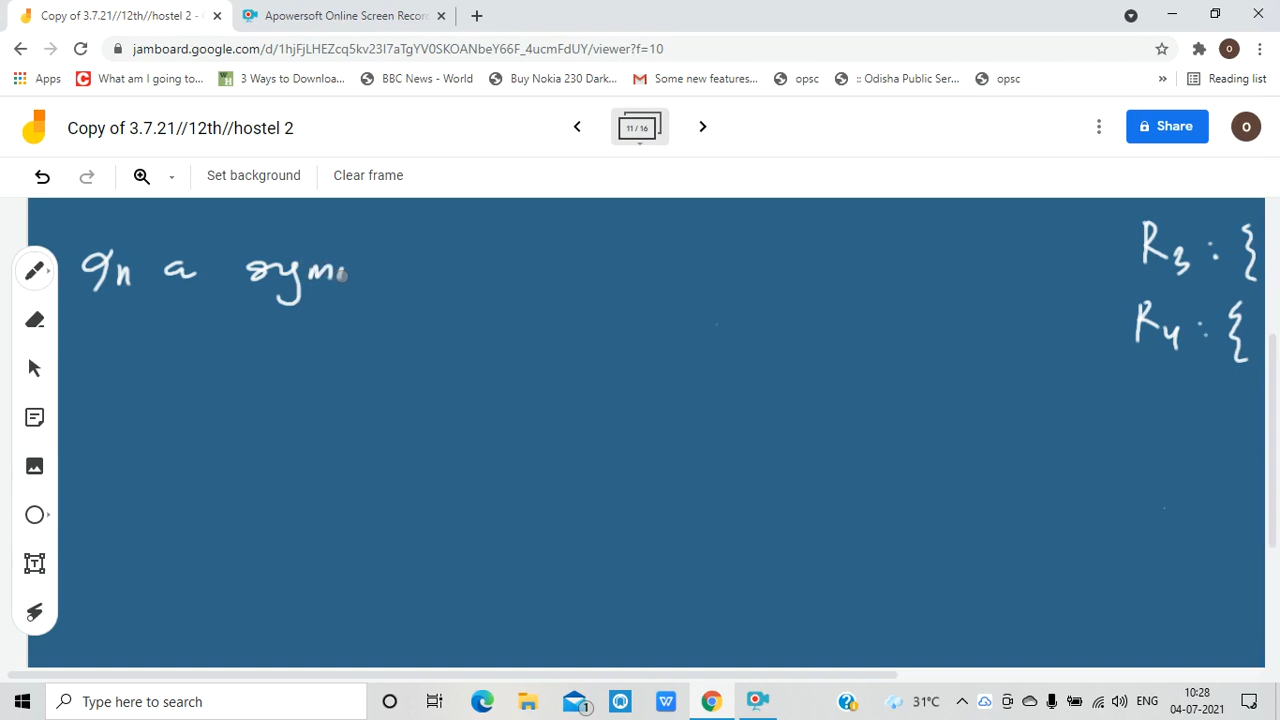 Copy of 3.7.21//12th//hostel 2 -
Apowersoft Online Screen Record
jamboard.google.com/d/1hjFjLHEZcq5kv23I7aTgYV0SKOANbeY66F_4ucmFdUY/viewer?f=10
Apps
What am I going to...
3 Ways to Downloa...
BBC News - World
Buy Nokia 230 Dark...
Some new features...
opsc
:: Odisha Public Ser...
opsc
»
Reading list
Copy of 3.7.21//12th//hostel 2
11 / 16
Share
O
Set background
Clear frame
In a sym
R3 : {
R4 : {
Type here to search
31°C
ENG
10:28
04-07-2021